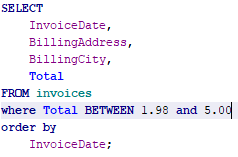 SELECT
InvoiceDate,
BillingAddress,
BillingCity,
Total
FROM invoices
where Total BETWEEN 1.98 and 5.00
order by
InvoiceDate;